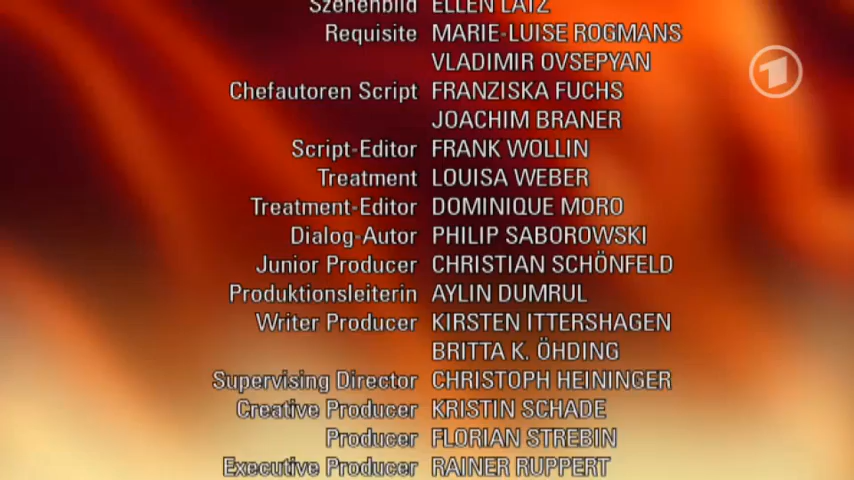 Szenenbild ELLEN LATZ
Requisite MARIE-LUISE ROGMANS
VLADIMIR OVSEPYAN
Chefautoren Script FRANZISKA FUCHS
JOACHIM BRANER
Script-Editor FRANK WOLLIN
Treatment LOUISA WEBER
Treatment-Editor DOMINIQUE MORO
Dialog-Autor PHILIP SABOROWSKI
Junior Producer CHRISTIAN SCHÖNFELD
Produktionsleiterin AYLIN DUMRUL
Writer Producer KIRSTEN ITTERSHAGEN
BRITTA K. ÖHDING
Supervising Director CHRISTOPH HEININGER
Creative Producer KRISTIN SCHADE
Producer FLORIAN STREBIN
Executive Producer RAINER RUPPERT
1